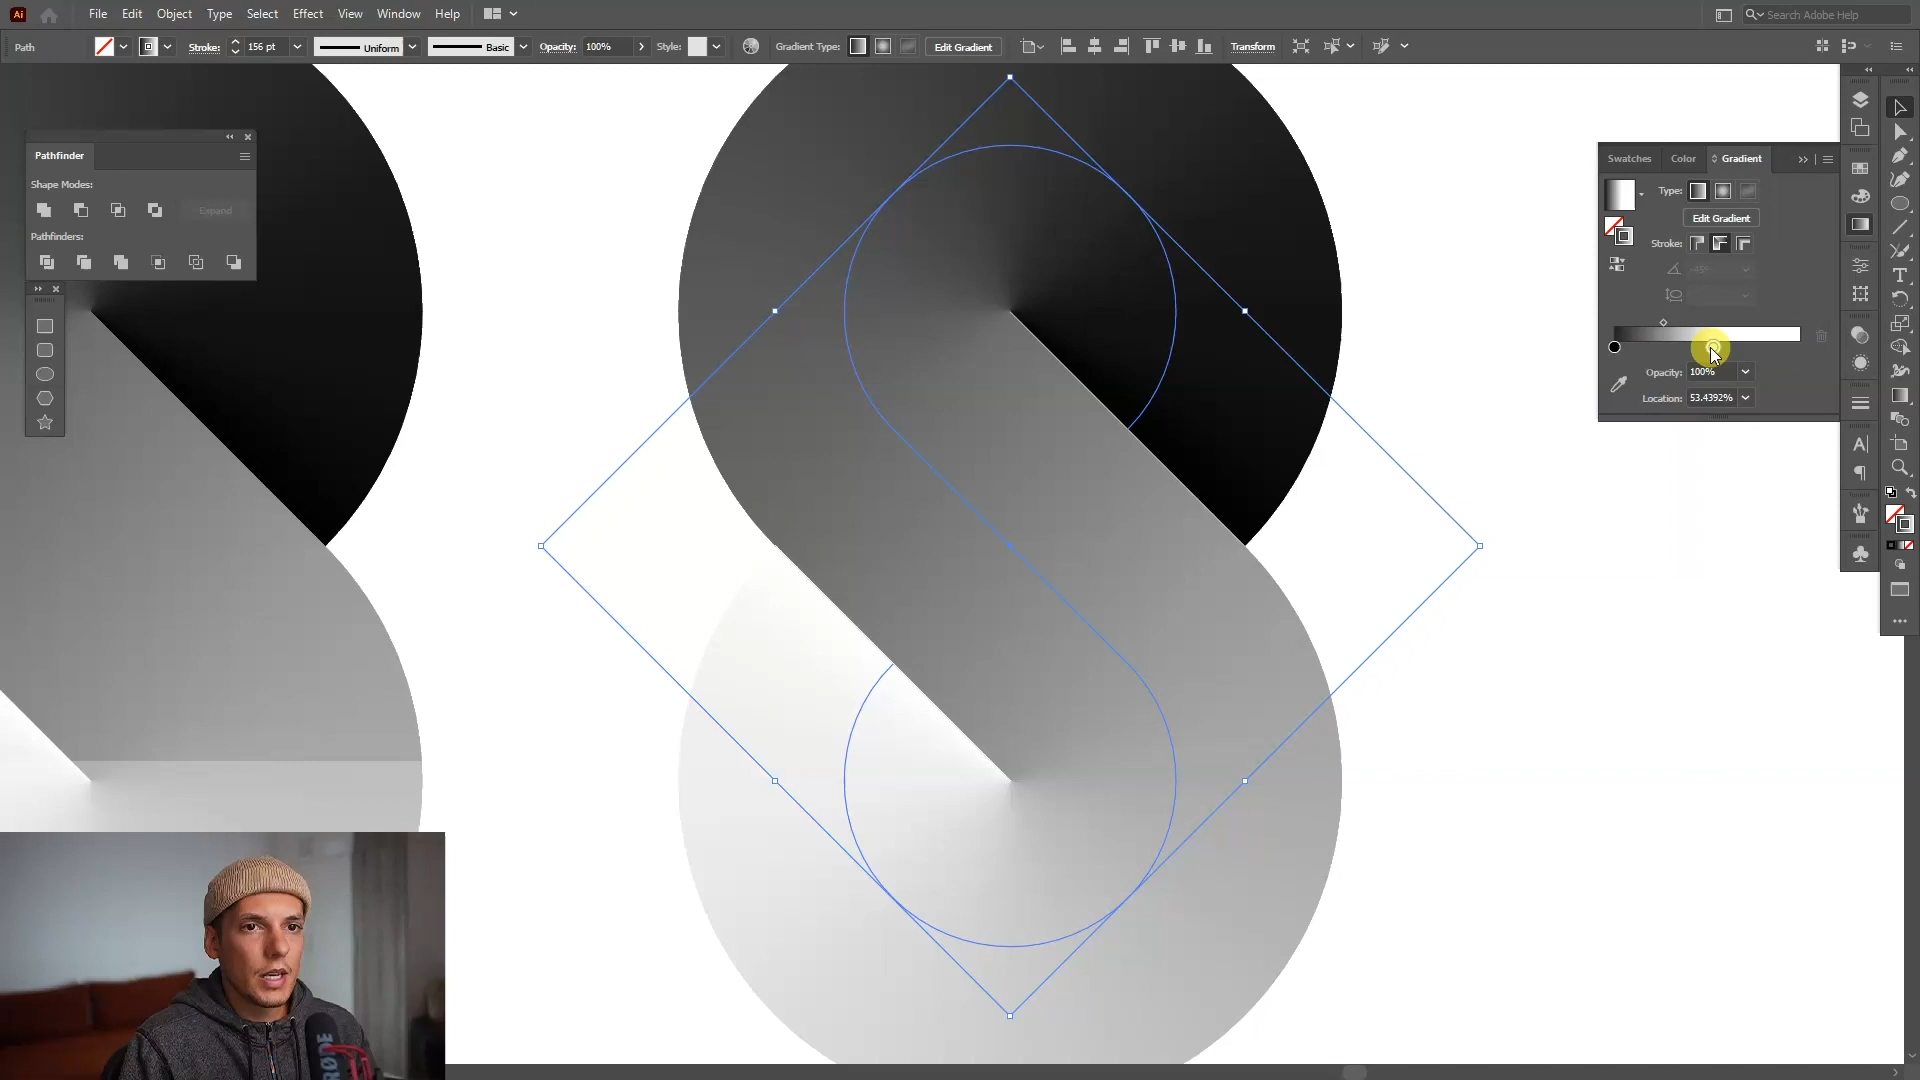 Ai File Edit Object Type Select Effect View Window Help Search Adobe Help
Path Stroke: 156 pt Uniform Basic Opacity: 100% Style: Gradient Type: Edit Gradient Transform
Pathfinder
Shape Modes:
Expand
Pathfinders:
Swatches Color Gradient
Type:
Edit Gradient
Stroke:
-45°
Opacity: 100%
Location: 53.4392%
RØDE